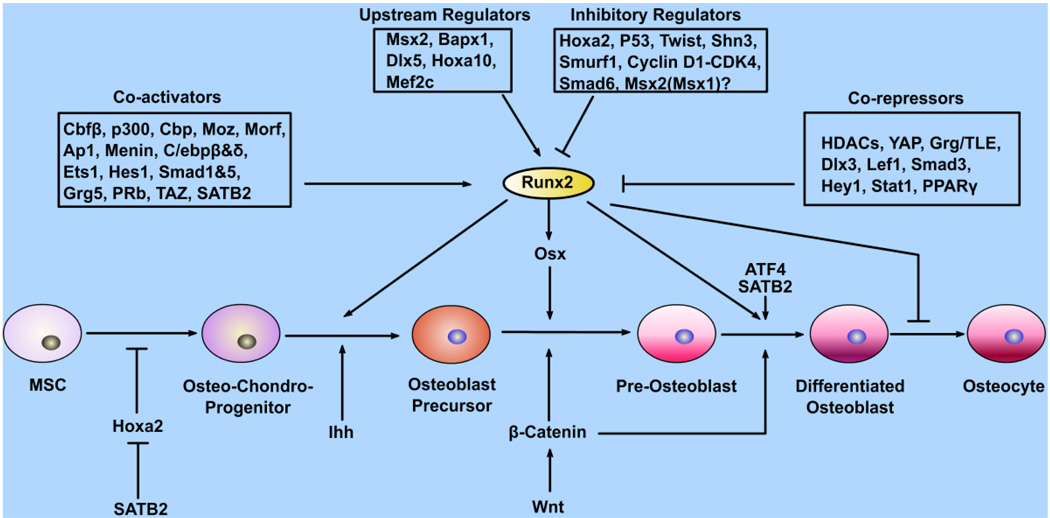 Upstream Regulators
Msx2, Bapx1,
Dlx5, Hoxa10,
Mef2c
Inhibitory Regulators
Hoxa2, P53, Twist, Shn3,
Smurf1, Cyclin D1-CDK4,
Smad6, Msx2(Msx1)?
Co-activators
Cbfβ, p300, Cbp, Moz, Morf,
Ap1, Menin, C/ebpβ&δ,
Ets1, Hes1, Smad1&5,
Grg5, PRb, TAZ, SATB2
Co-repressors
HDACs, YAP, Grg/TLE,
Dlx3, Lef1, Smad3,
Hey1, Stat1, PPARγ
Runx2
Osx
ATF4
SATB2
MSC
Osteo-Chondro-
Progenitor
Osteoblast
Precursor
Pre-Osteoblast
Differentiated
Osteoblast
Osteocyte
Hoxa2
Ihh
β-Catenin
SATB2
Wnt